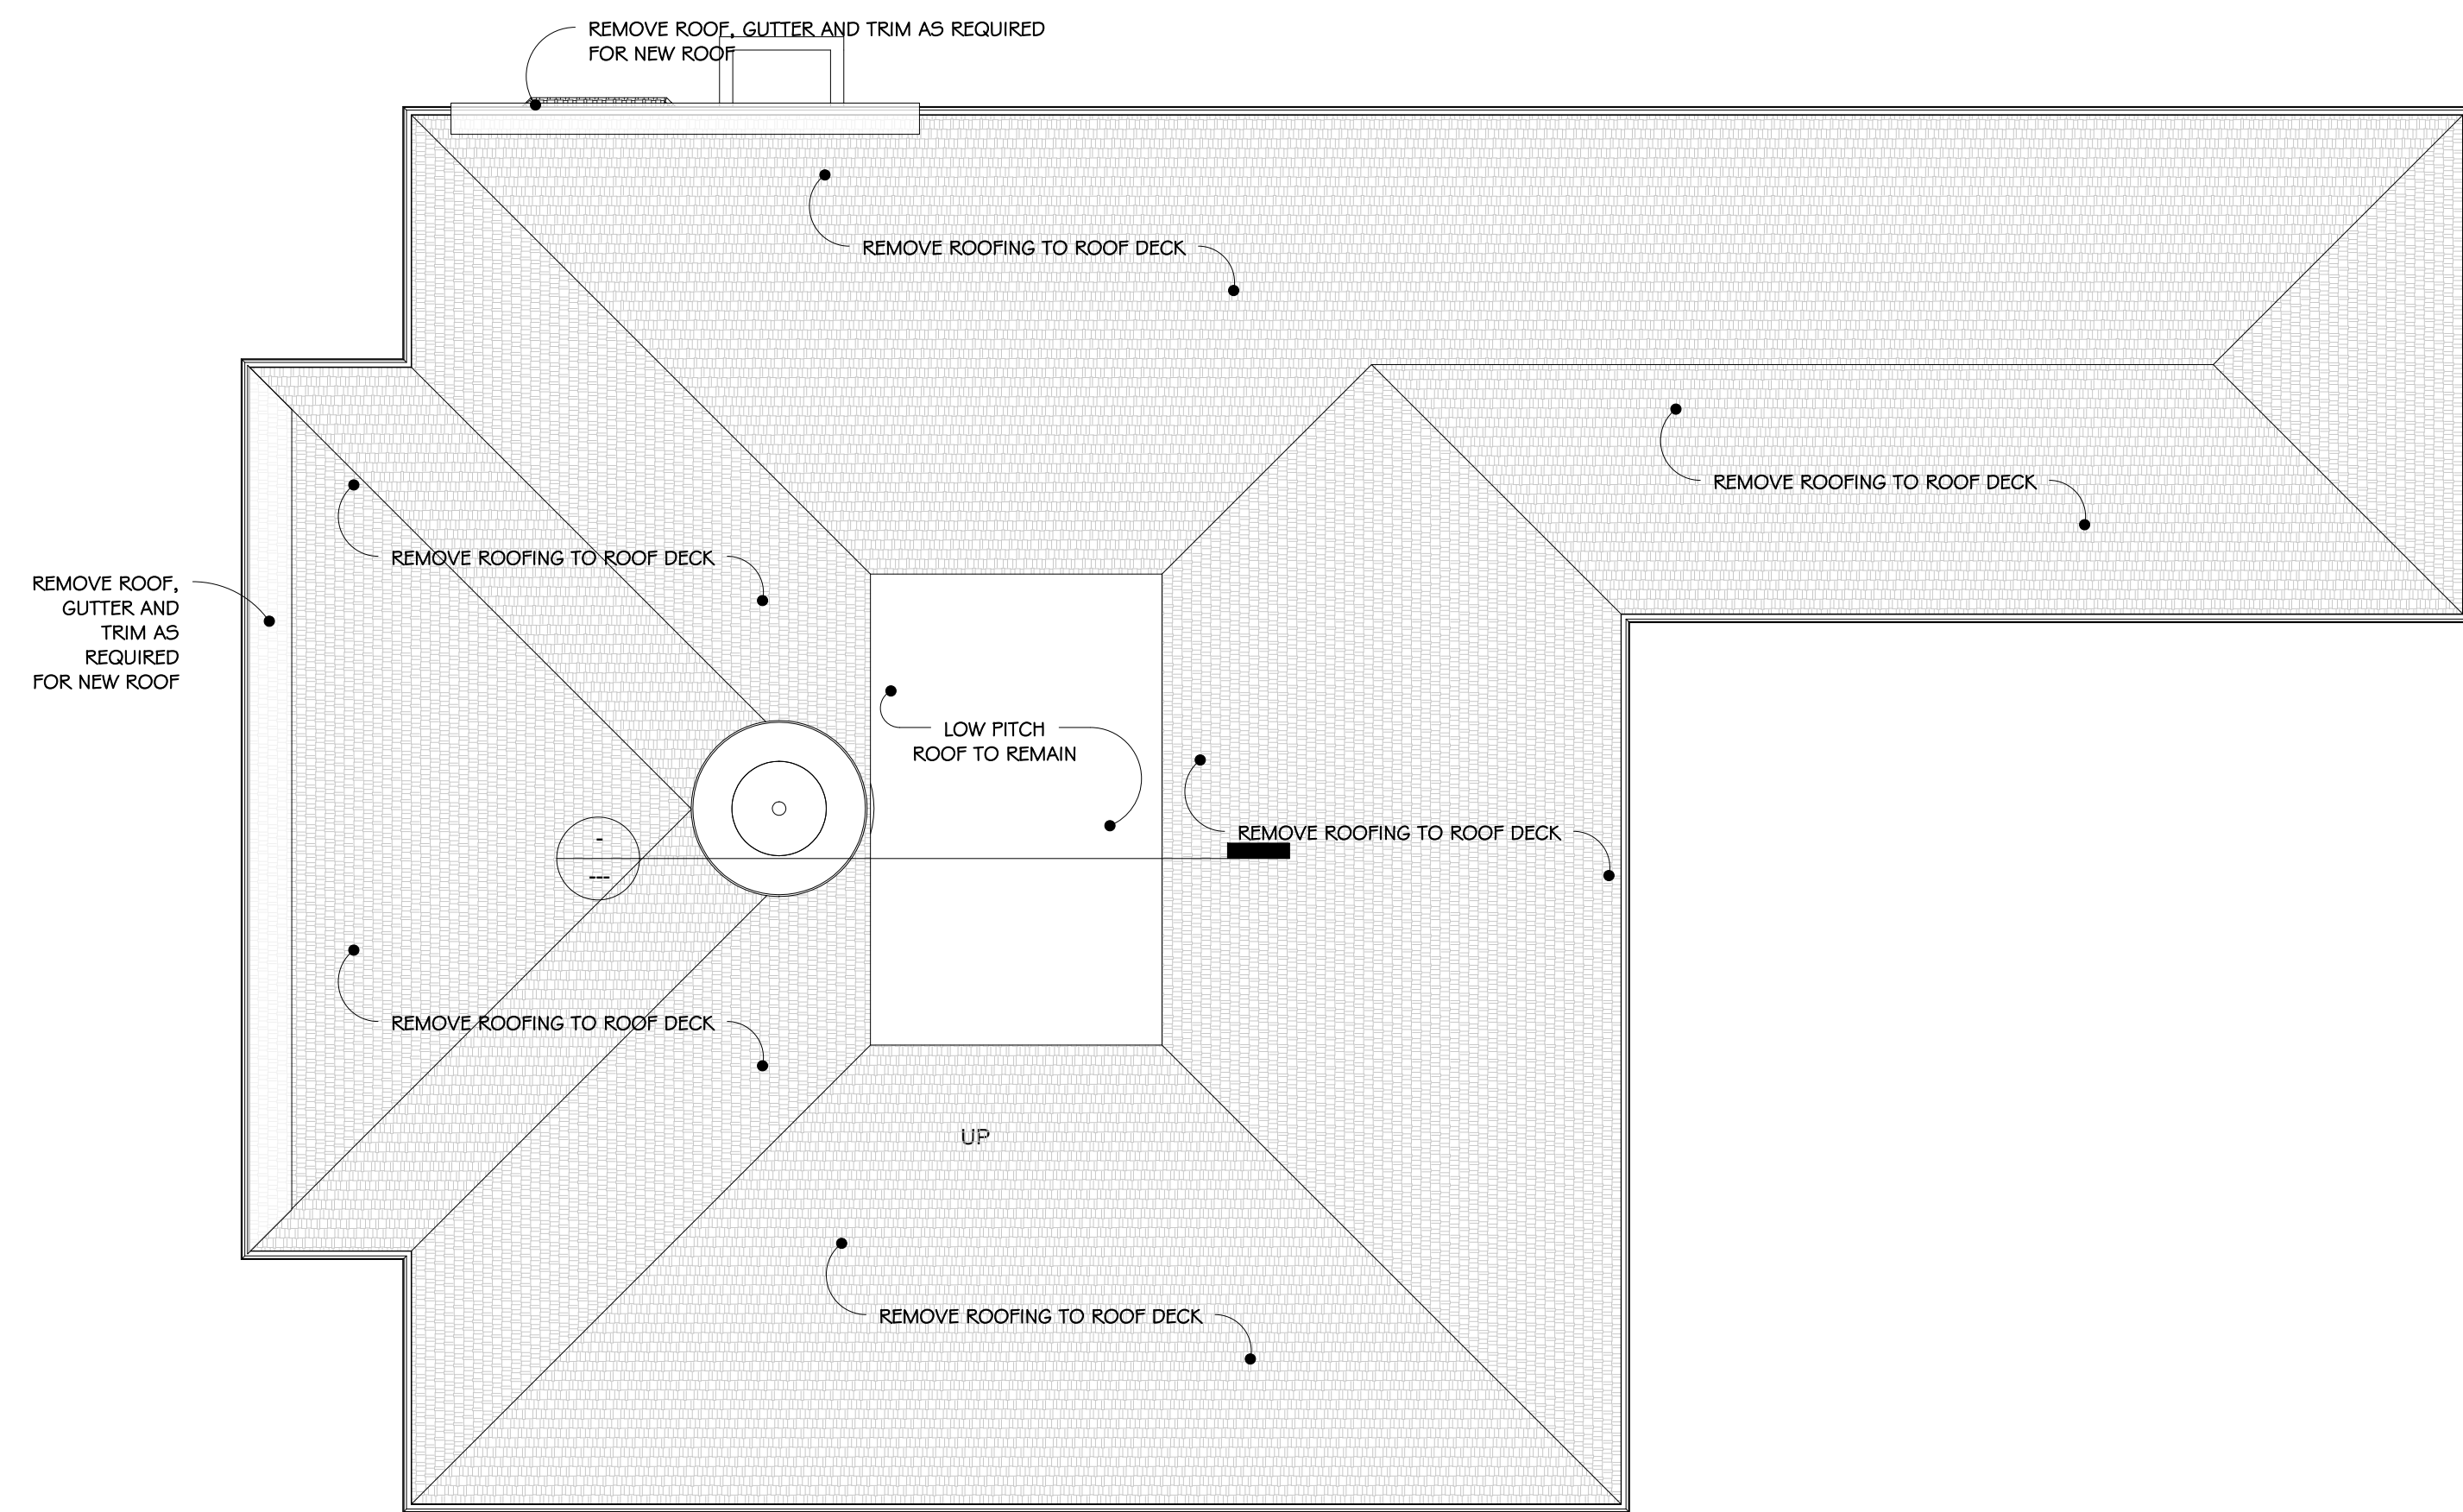 REMOVE ROOF, GUTTER AND TRIM AS REQUIRED
FOR NEW ROOF
REMOVE ROOFING TO ROOF DECK
REMOVE ROOFING TO ROOF DECK
REMOVE ROOFING TO ROOF DECK
REMOVE ROOF,
GUTTER AND
TRIM AS
REQUIRED
FOR NEW ROOF
LOW PITCH
ROOF TO REMAIN
REMOVE ROOFING TO ROOF DECK
-
---
REMOVE ROOFING TO ROOF DECK
UP
REMOVE ROOFING TO ROOF DECK